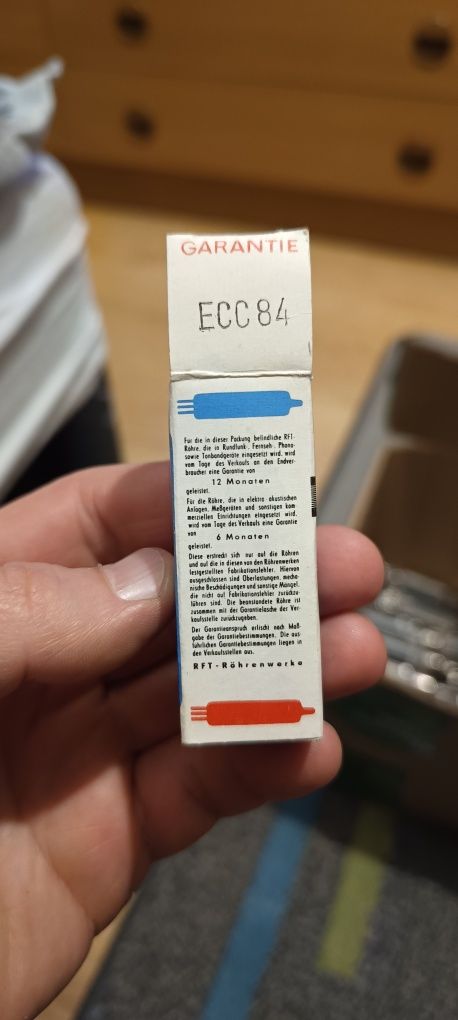 GARANTIE
ECC84
Für die in dieser Packung befindliche RFT-
Röhre, die in Rundfunk-, Fernseh-, Phono-
sowie Tonbandgeräte eingesetzt wird, wird
vom Tage des Verkaufs an den Endver-
braucher eine Garantie von
12 Monaten
geleistet.
Für die Röhre, die in elektro-akustischen
Anlagen, Meßgeräten und sonstigen kom-
merziellen Einrichtungen eingesetzt wird,
wird vom Tage des Verkaufs eine Garantie
von
6 Monaten
geleistet.
Diese erstreckt sich nur auf die Röhren
und auf die in diesen von den Röhrenwerken
festgestellten Fabrikationsfehler. Hiervon
ausgeschlossen sind Überlastungen, mecha-
nische Beschädigungen und sonstige Mängel,
die nicht auf Fabrikationsfehler zurückzu-
führen sind. Die beanstandete Röhre ist
zusammen mit der Garantielasche der Ver-
kaufsstelle zurückzugeben.
Der Garantieanspruch erlischt nach Maß-
gabe der Garantiebestimmungen. Die aus-
führlichen Garantiebestimmungen liegen in
den Verkaufsstellen aus.
RFT-Röhrenwerke